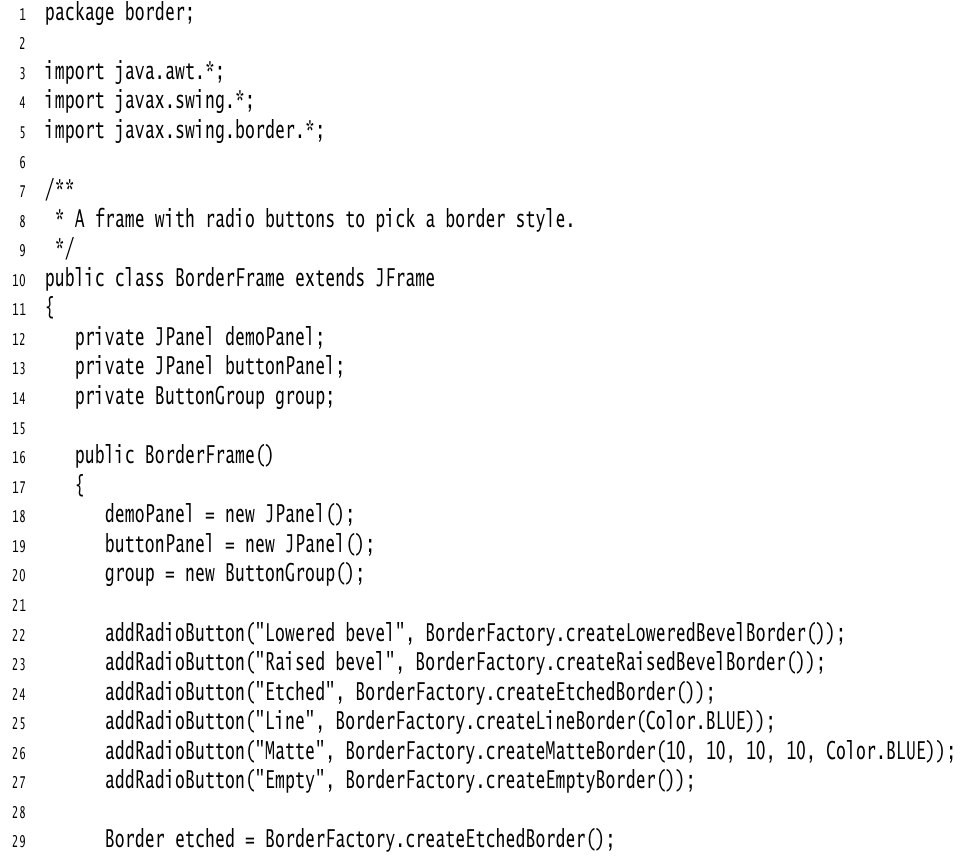 1 package border;
2
3 import java.awt.*;
4 import javax.swing.*;
5 import javax.swing.border.*;
6
7 /**
8  * A frame with radio buttons to pick a border style.
9  */
10 public class BorderFrame extends JFrame
11 {
12    private JPanel demoPanel;
13    private JPanel buttonPanel;
14    private ButtonGroup group;
15
16    public BorderFrame()
17    {
18       demoPanel = new JPanel();
19       buttonPanel = new JPanel();
20       group = new ButtonGroup();
21
22       addRadioButton("Lowered bevel", BorderFactory.createLoweredBevelBorder());
23       addRadioButton("Raised bevel", BorderFactory.createRaisedBevelBorder());
24       addRadioButton("Etched", BorderFactory.createEtchedBorder());
25       addRadioButton("Line", BorderFactory.createLineBorder(Color.BLUE));
26       addRadioButton("Matte", BorderFactory.createMatteBorder(10, 10, 10, 10, Color.BLUE));
27       addRadioButton("Empty", BorderFactory.createEmptyBorder());
28
29       Border etched = BorderFactory.createEtchedBorder();